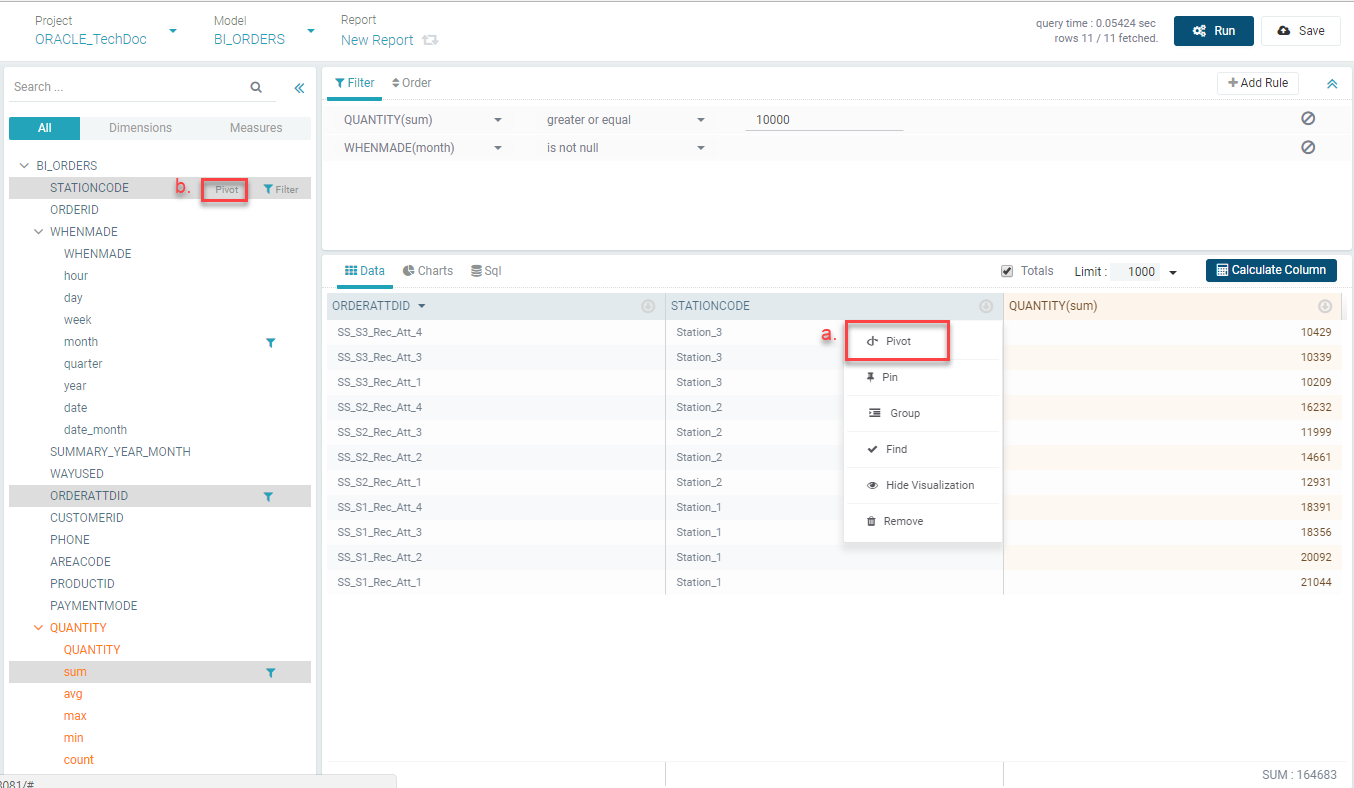 Project
ORACLE_TechDoc
Model
BI_ORDERS
Report
New Report
query time : 0.05424 sec
rows 11 / 11 fetched.
Run
Save
Search ...
All
Dimensions
Measures
BI_ORDERS
STATIONCODE
b.
Pivot
Filter
ORDERID
WHENMADE
WHENMADE
hour
day
week
month
quarter
year
date
date_month
SUMMARY_YEAR_MONTH
WAYUSED
ORDERATTDID
CUSTOMERID
PHONE
AREACODE
PRODUCTID
PAYMENTMODE
QUANTITY
QUANTITY
sum
avg
max
min
count
8081/#
Filter
Order
Add Rule
QUANTITY(sum) greater or equal 10000
WHENMADE(month) is not null
Data
Charts
Sql
Totals
Limit : 1000
Calculate Column
ORDERATTDID STATIONCODE QUANTITY(sum)
SS_S3_Rec_Att_4 Station_3 10429
SS_S3_Rec_Att_3 Station_3 10339
SS_S3_Rec_Att_1 Station_3 10209
SS_S2_Rec_Att_4 Station_2 16232
SS_S2_Rec_Att_3 Station_2 11999
SS_S2_Rec_Att_2 Station_2 14661
SS_S2_Rec_Att_1 Station_2 12931
SS_S1_Rec_Att_4 Station_1 18391
SS_S1_Rec_Att_3 Station_1 18356
SS_S1_Rec_Att_2 Station_1 20092
SS_S1_Rec_Att_1 Station_1 21044
a.
Pivot
Pin
Group
Find
Hide Visualization
Remove
SUM : 164683